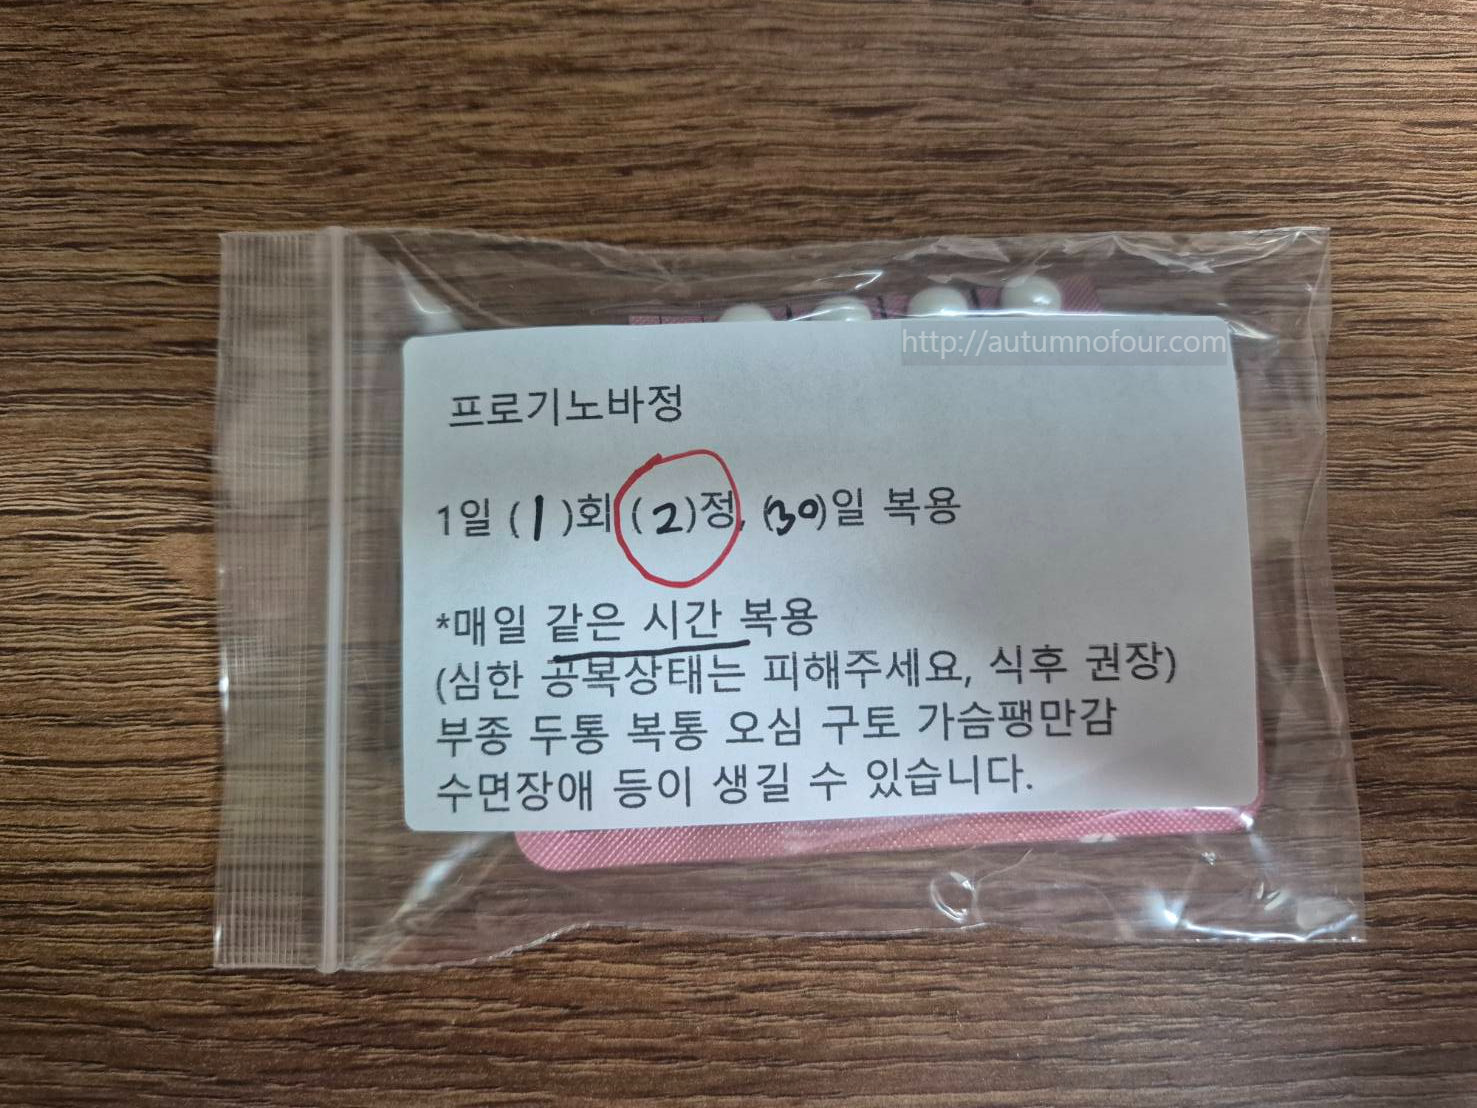 http://autumnofour.com
프로기노바정
1일 ( 1 )회 ( 2 )정, (30)일 복용
*매일 같은 시간 복용
(심한 공복상태는 피해주세요, 식후 권장)
부종 두통 복통 오심 구토 가슴팽만감
수면장애 등이 생길 수 있습니다.